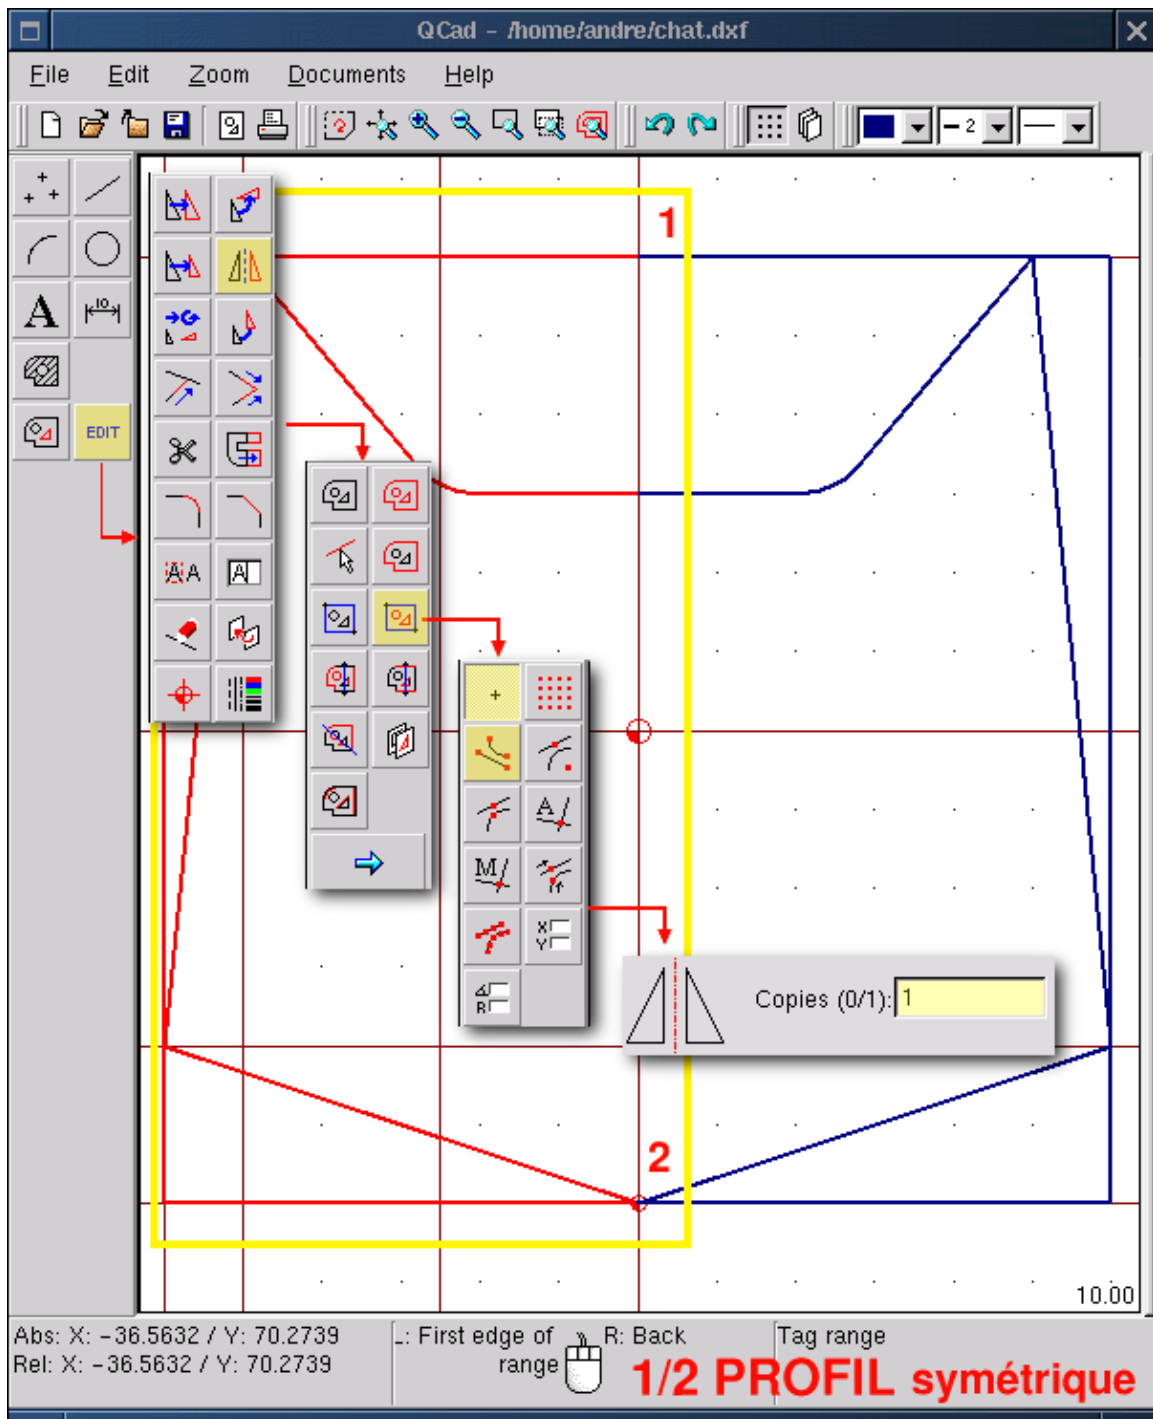 QCad – /home/andre/chat.dxf
File Edit Zoom Documents Help
2
10
A
EDIT
A A
A
1
A
M
X
Y
R
Copies (0/1): 1
2
10.00
Abs: X: –36.5632 / Y: 70.2739
Rel: X: –36.5632 / Y: 70.2739
L: First edge of
range
R: Back
Tag range
1/2 PROFIL symétrique